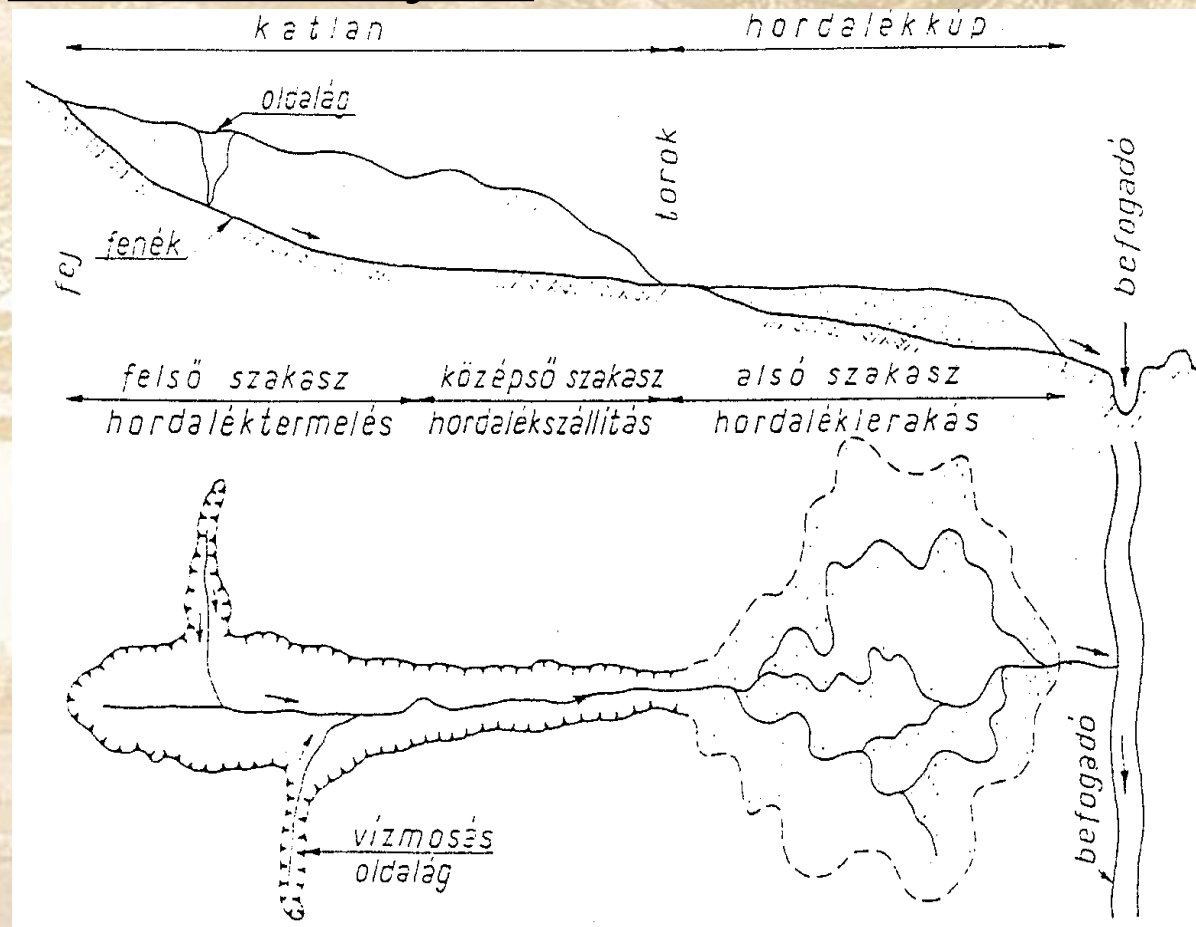 katlan
hordalékkúp
oldalág
torok
befogadó
fenék
fej
felső szakasz
középső szakasz
alsó szakasz
hordaléktermelés
hordalékszállítás
hordaléklerakás
befogadó
vízmosás
oldalág